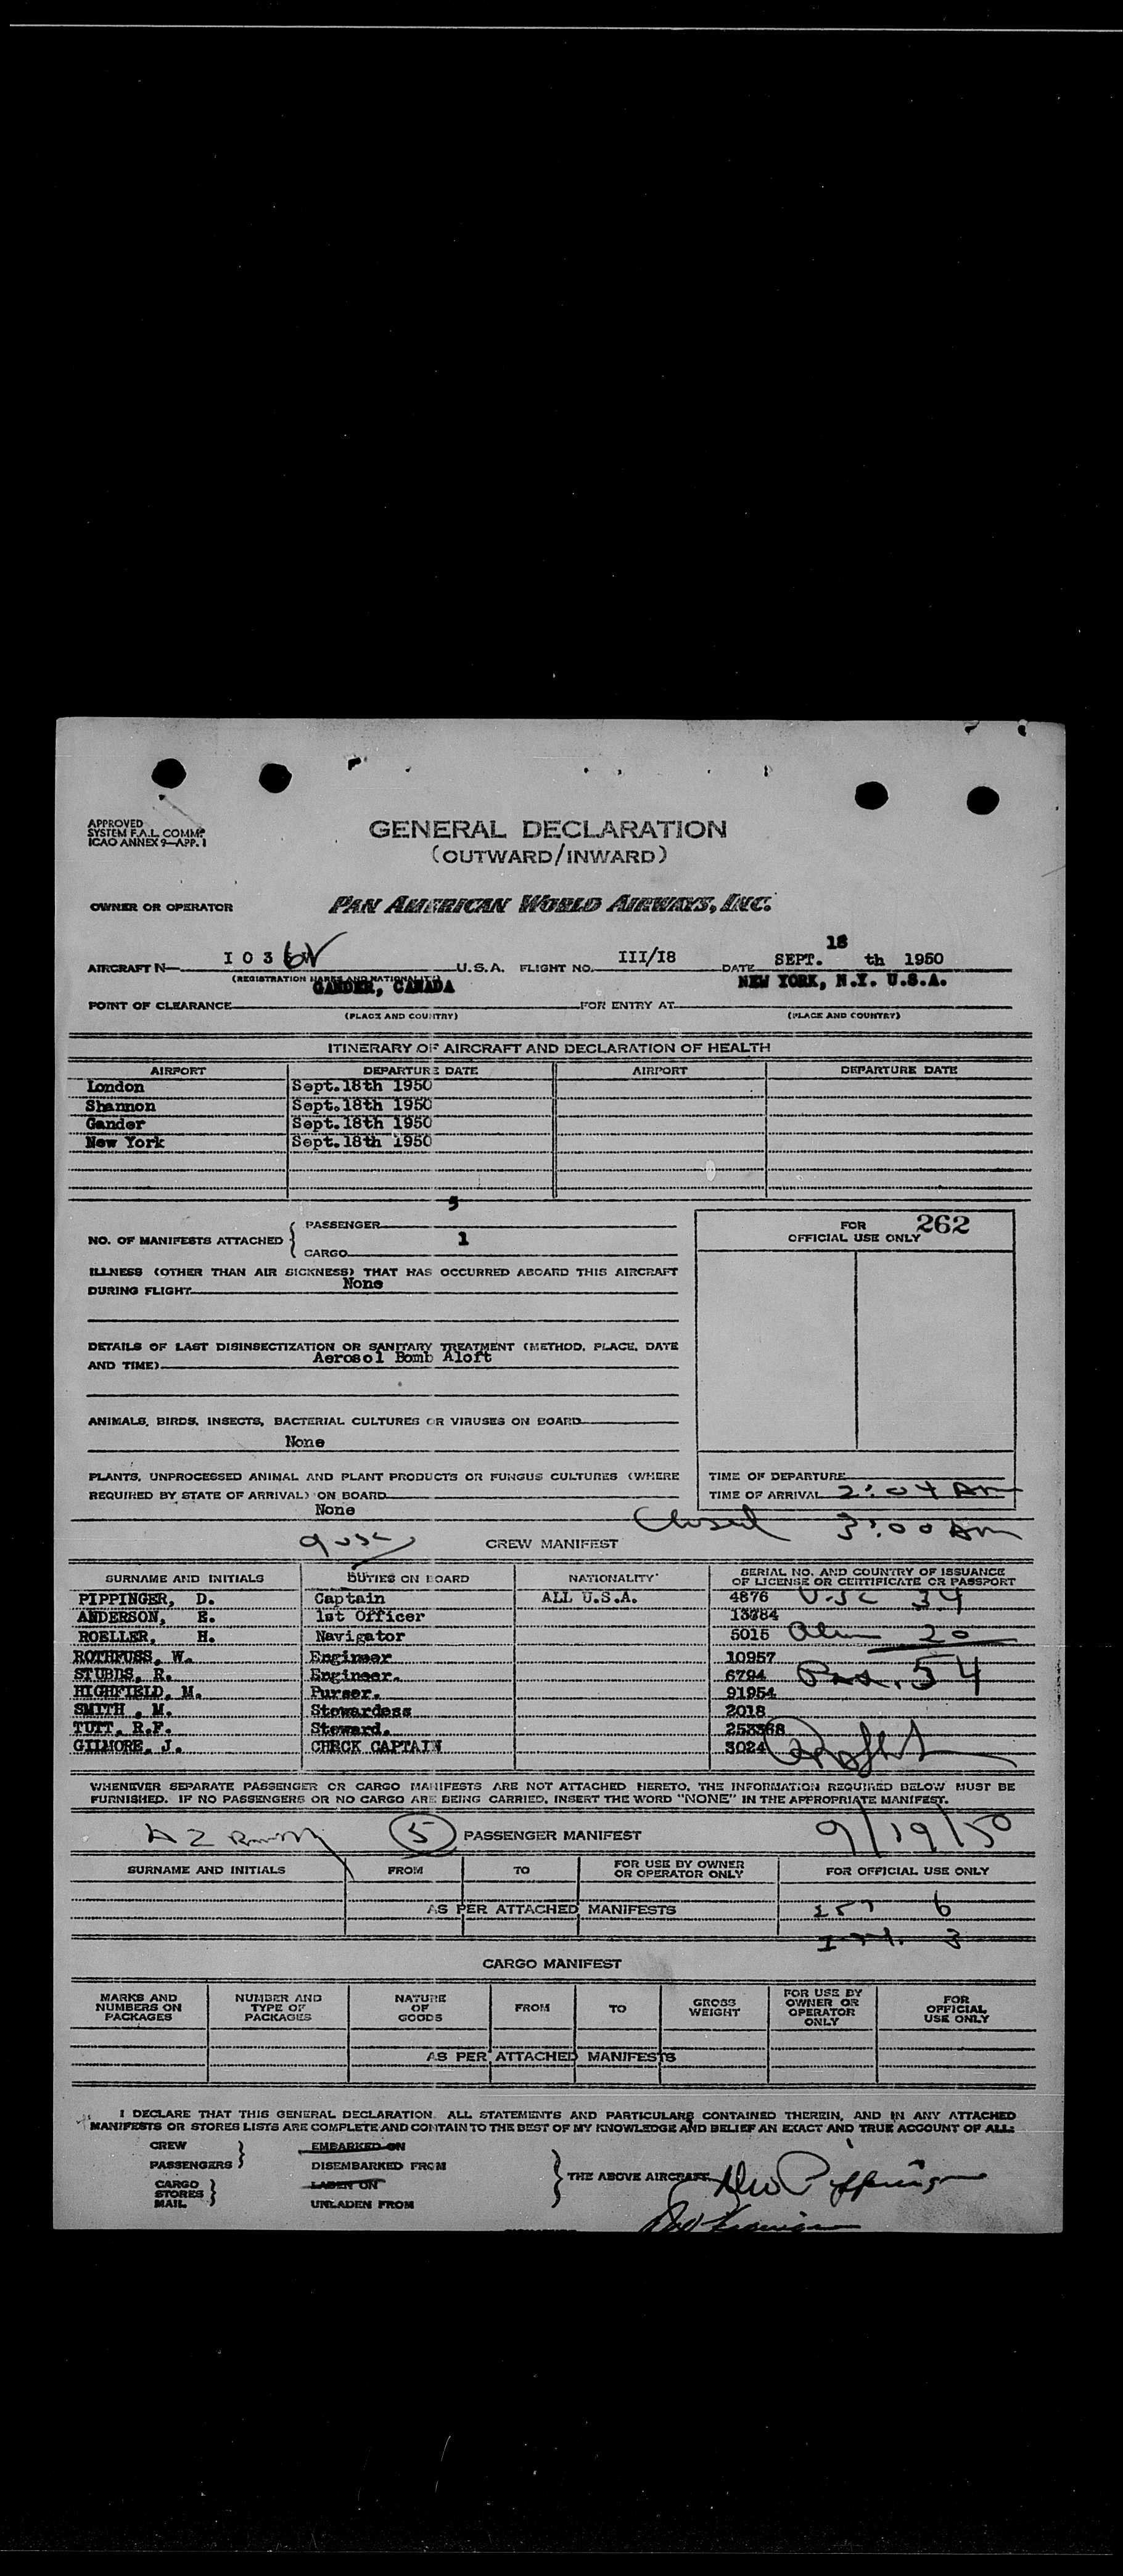 APPROVED
SYSTEM F.A.L. COMM?
ICAO ANNEX 9—APP. I
GENERAL DECLARATION
(OUTWARD/INWARD)
OWNER OR OPERATOR PAN AMERICAN WORLD AIRWAYS, INC.
18
AIRCRAFT N I 0 3 U.S.A. FLIGHT NO. III/I8 DATE SEPT. th 1950
(REGISTRATION MARKS AND NATIONALITY) GANDER, CANADA NEW YORK, N.Y. U.S.A.
POINT OF CLEARANCE FOR ENTRY AT
(PLACE AND COUNTRY) (PLACE AND COUNTRY)
ITINERARY OF AIRCRAFT AND DECLARATION OF HEALTH
AIRPORT DEPARTURE DATE AIRPORT DEPARTURE DATE
London Sept.18th 1950
Shannon Sept.18th 1950
Gander Sept.18th 1950
New York Sept.18th 1950
5
PASSENGER
NO. OF MANIFESTS ATTACHED 1
CARGO
FOR 262
OFFICIAL USE ONLY
ILLNESS (OTHER THAN AIR SICKNESS) THAT HAS OCCURRED ABOARD THIS AIRCRAFT
DURING FLIGHT None
DETAILS OF LAST DISINSECTIZATION OR SANITARY TREATMENT (METHOD, PLACE, DATE
AND TIME) Aerosol Bomb Aloft
ANIMALS, BIRDS, INSECTS, BACTERIAL CULTURES OR VIRUSES ON BOARD
None
PLANTS, UNPROCESSED ANIMAL AND PLANT PRODUCTS OR FUNGUS CULTURES (WHERE
REQUIRED BY STATE OF ARRIVAL) ON BOARD
None
TIME OF DEPARTURE
TIME OF ARRIVAL 2:04 Am
Closed 3:00 Am
9 usc
CREW MANIFEST
SURNAME AND INITIALS DUTIES ON BOARD NATIONALITY SERIAL NO. AND COUNTRY OF ISSUANCE
OF LICENSE OR CERTIFICATE OR PASSPORT
PIPPINGER, D. Captain ALL U.S.A. 4876 USC 34
ANDERSON, E. 1st Officer 13384
ROELLER, H. Navigator 5015 Alien 20
ROTHFUSS, W. Engineer 10957
STUBDS, R. Engineer. 6794 Pas. 54
HIGHFIELD, M. Purser. 91954
SMITH , M. Stewardess 2018
TUTT, R.F. Steward. 253368
GILMORE, J. CHECK CAPTAIN 3024
WHENEVER SEPARATE PASSENGER OR CARGO MANIFESTS ARE NOT ATTACHED HERETO, THE INFORMATION REQUIRED BELOW MUST BE
FURNISHED. IF NO PASSENGERS OR NO CARGO ARE BEING CARRIED, INSERT THE WORD "NONE" IN THE APPROPRIATE MANIFEST.
5 PASSENGER MANIFEST 9/19/50
SURNAME AND INITIALS FROM TO FOR USE BY OWNER
OR OPERATOR ONLY FOR OFFICIAL USE ONLY
AS PER ATTACHED MANIFESTS 6
3
CARGO MANIFEST
MARKS AND
NUMBERS ON
PACKAGES
NUMBER AND
TYPE OF
PACKAGES
NATURE
OF
GOODS
FROM
TO
GROSS
WEIGHT
FOR USE BY
OWNER OR
OPERATOR
ONLY
FOR
OFFICIAL
USE ONLY
AS PER ATTACHED MANIFESTS
I DECLARE THAT THIS GENERAL DECLARATION. ALL STATEMENTS AND PARTICULARS CONTAINED THEREIN, AND IN ANY ATTACHED
MANIFESTS OR STORES LISTS ARE COMPLETE AND CONTAIN TO THE BEST OF MY KNOWLEDGE AND BELIEF AN EXACT AND TRUE ACCOUNT OF ALL:
CREW EMBARKED ON
PASSENGERS DISEMBARKED FROM
THE ABOVE AIRCRAFT
CARGO LADEN ON
STORES
MAIL UNLADEN FROM